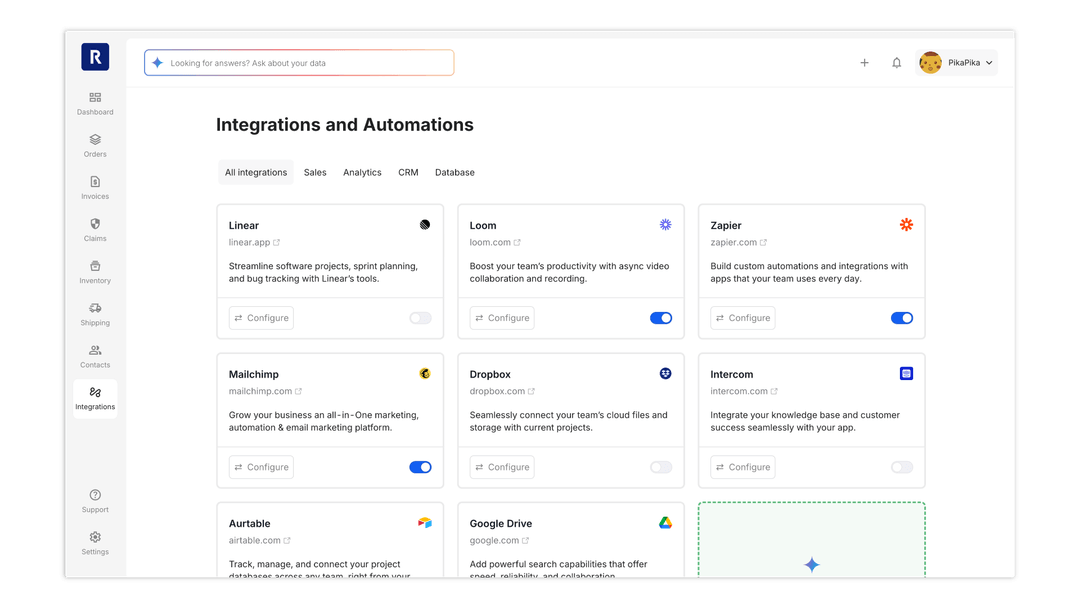 R
Looking for answers? Ask about your data
PikaPika
Dashboard
Orders
Invoices
Claims
Inventory
Shipping
Contacts
Integrations
Support
Settings
Integrations and Automations
All integrations
Sales
Analytics
CRM
Database
Linear
linear.app
Streamline software projects, sprint planning,
and bug tracking with Linear's tools.
Configure
Loom
loom.com
Boost your team's productivity with async video
collaboration and recording.
Configure
Zapier
zapier.com
Build custom automations and integrations with
apps that your team uses every day.
Configure
Mailchimp
mailchimp.com
Grow your business an all-in-One marketing,
automation & email marketing platform.
Configure
Dropbox
dropbox.com
Seamlessly connect your team's cloud files and
storage with current projects.
Configure
Intercom
intercom.com
Integrate your knowledge base and customer
success seamlessly with your app.
Configure
Aurtable
airtable.com
Track, manage, and connect your project
databases across any team, right from your
Google Drive
google.com
Add powerful search capabilities that offer
speed, reliability, and collaboration